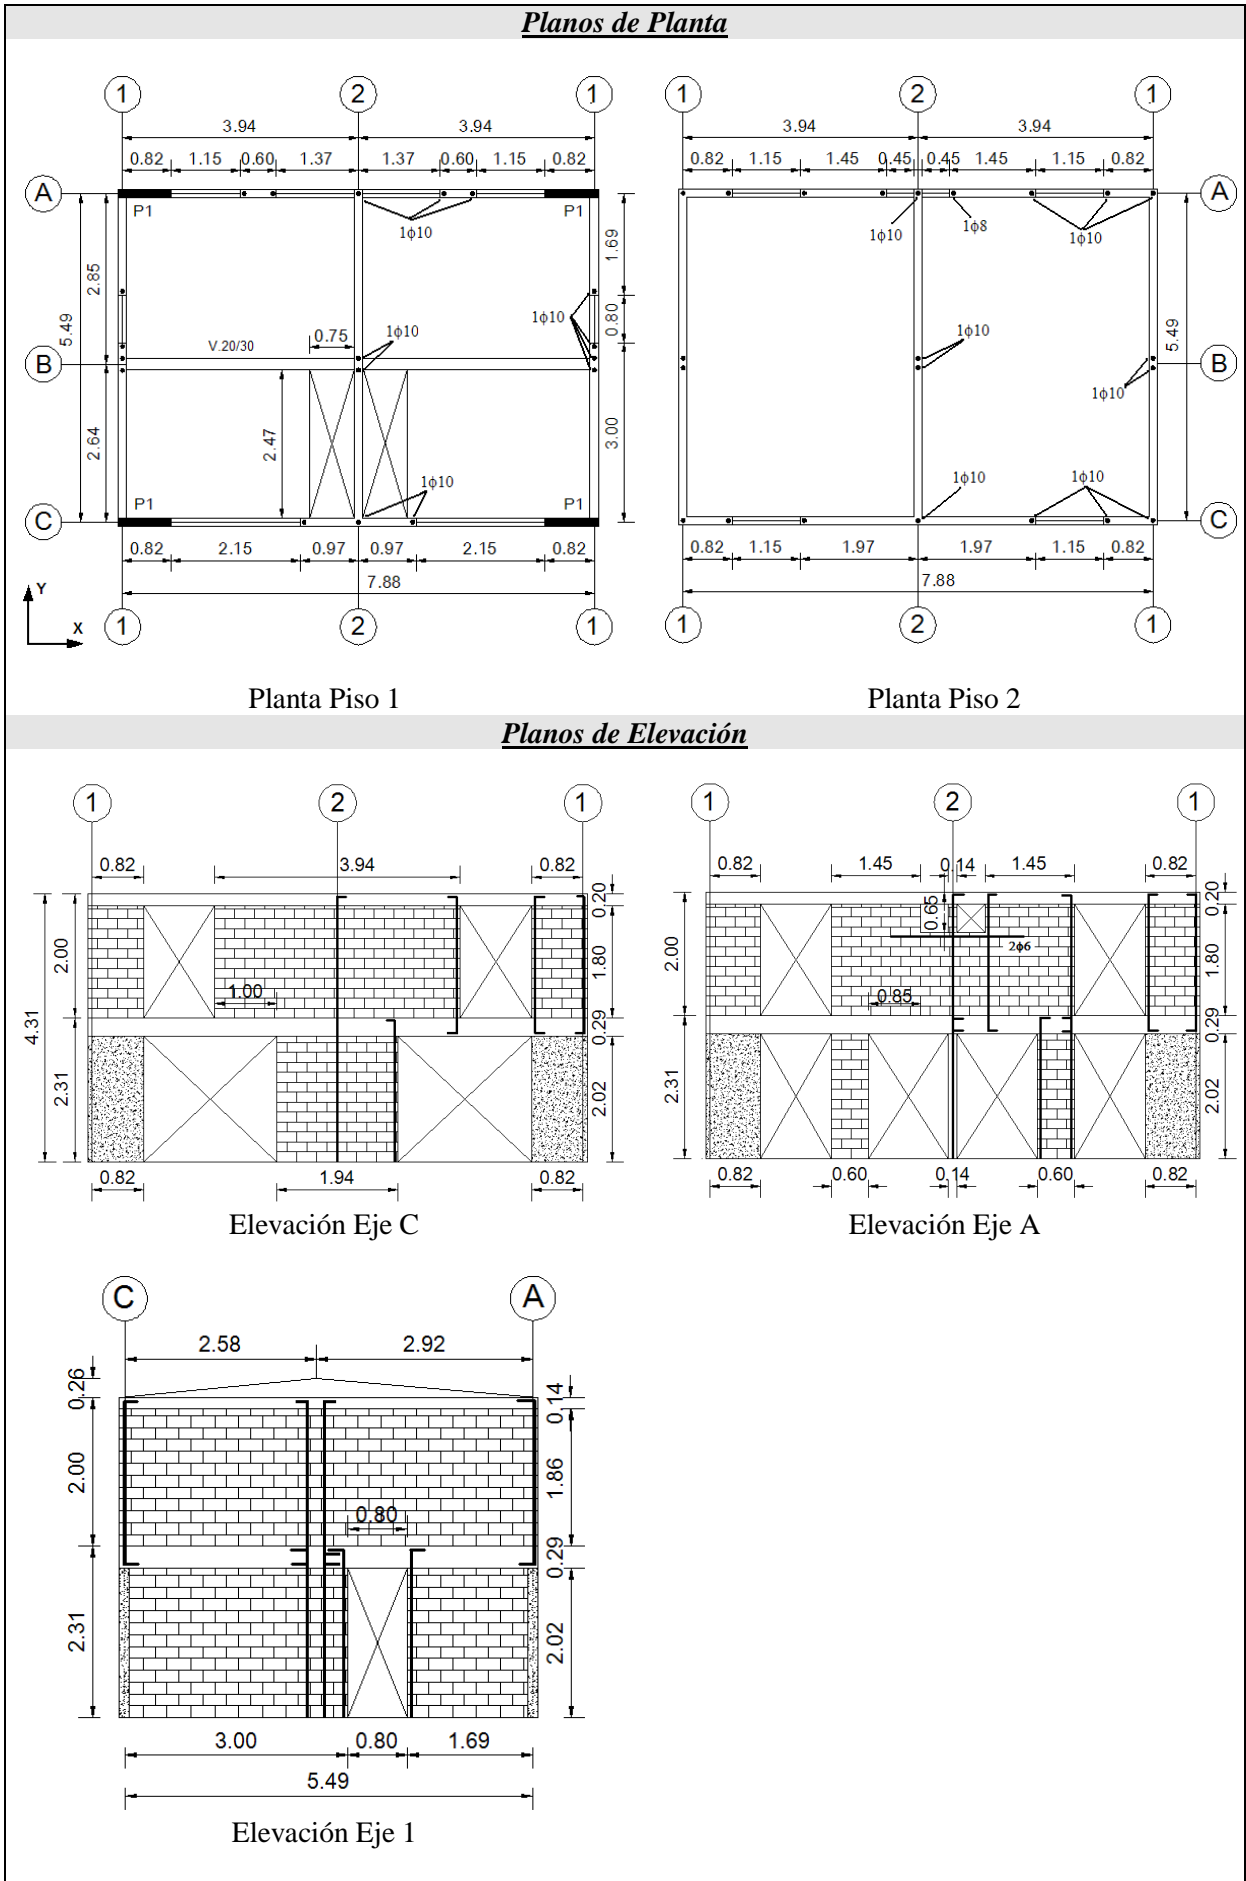 Planos de Planta
1 2 1 1 2 1
3.94 3.94 3.94 3.94
0.82 1.15 0.60 1.37 1.37 0.60 1.15 0.82 0.82 1.15 1.45 0.45 0.45 1.45 1.15 0.82
A P1 P1 A
1ϕ10 1ϕ10 1ϕ8 1ϕ10
1.69
2.85
5.49
0.80
5.49
1ϕ10
V.20/30 0.75 1ϕ10 1ϕ10
B B
1ϕ10
2.64
2.47
3.00
1ϕ10 1ϕ10 1ϕ10
P1 P1
C C
0.82 2.15 0.97 0.97 2.15 0.82 0.82 1.15 1.97 1.97 1.15 0.82
7.88 7.88
Y
X
1 2 1 1 2 1
Planta Piso 1 Planta Piso 2
Planos de Elevación
1 2 1 1 2 1
0.82 3.94 0.82 0.82 1.45 0.14 1.45 0.82
0.20 0.65 0.20
2.00 1.80 2.00 2ϕ6 1.80
1.00 0.85
4.31
0.29 0.29
2.31 2.02 2.31 2.02
0.82 1.94 0.82 0.82 0.60 0.14 0.60 0.82
Elevación Eje C Elevación Eje A
C A
2.58 2.92
0.26 0.14
2.00 1.86
0.80
0.29
2.31 2.02
3.00 0.80 1.69
5.49
Elevación Eje 1